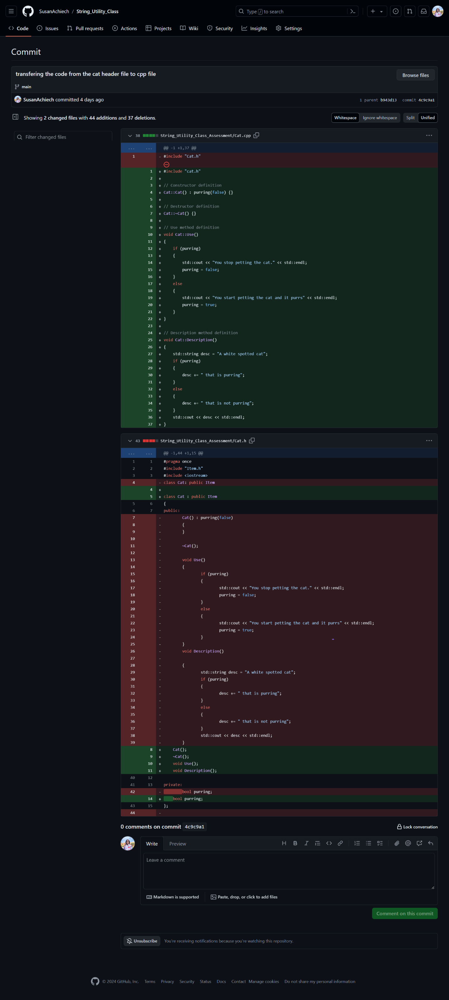 SusanAchiech / String_Utility_Class
Type / to search
Code Issues Pull requests Actions Projects Wiki Security Insights Settings
Commit
transfering the code from the cat header file to cpp file
Browse files
main
SusanAchiech committed 4 days ago
1 parent b943d13 commit 4c9c9a1
Showing 2 changed files with 44 additions and 37 deletions.
Whitespace Ignore whitespace Split Unified
Filter changed files
38 String_Utility_Class_Assessment/Cat.cpp
... ... @@ -1 +1,37 @@
1 - #include "Cat.h"
1 + #include "cat.h"
2 +
3 + // Constructor definition
4 + Cat::Cat() : purring(false) {}
5 +
6 + // Destructor definition
7 + Cat::~Cat() {}
8 +
9 + // Use method definition
10 + void Cat::Use()
11 + {
12 + if (purring)
13 + {
14 + std::cout << "You stop petting the cat." << std::endl;
15 + purring = false;
16 + }
17 + else
18 + {
19 + std::cout << "You start petting the cat and it purrs" << std::endl;
20 + purring = true;
21 + }
22 + }
23 +
24 + // Description method definition
25 + void Cat::Description()
26 + {
27 + std::string desc = "A white spotted cat";
28 + if (purring)
29 + {
30 + desc += " that is purring";
31 + }
32 + else
33 + {
34 + desc += " that is not purring";
35 + }
36 + std::cout << desc << std::endl;
37 + }
43 String_Utility_Class_Assessment/Cat.h
... ... @@ -1,44 +1,15 @@
1 1 #pragma once
2 2 #include "Item.h"
3 3 #include <iostream>
4 - class Cat: public Item
4 +
5 + class Cat : public Item
5 6 {
6 7 public:
7 - Cat() : purring(false)
8 - {
9 - }
10 -
11 - ~Cat();
12 -
13 - void Use()
14 - {
15 - if (purring)
16 - {
17 - std::cout << "You stop petting the cat." << std::endl;
18 - purring = false;
19 - }
20 - else
21 - {
22 - std::cout << "You start petting the cat and it purrs" << std::endl;
23 - purring = true;
24 - }
25 - }
26 - void Description()
27 -
28 - {
29 - std::string desc = "A white spotted cat";
30 - if (purring)
31 - {
32 - desc += " that is purring";
33 - }
34 - else
35 - {
36 - desc += " that is not purring";
37 - }
38 - std::cout << desc << std::endl;
39 - }
8 + Cat();
9 + ~Cat();
10 + void Use();
11 + void Description();
40 12
41 13 private:
42 - bool purring;
14 + bool purring;
43 15 };
44 -
0 comments on commit 4c9c9a1
Lock conversation
Write Preview
Leave a comment
Markdown is supported Paste, drop, or click to add files
Comment on this commit
Unsubscribe You're receiving notifications because you're watching this repository.
© 2024 GitHub, Inc. Terms Privacy Security Status Docs Contact Manage cookies Do not share my personal information